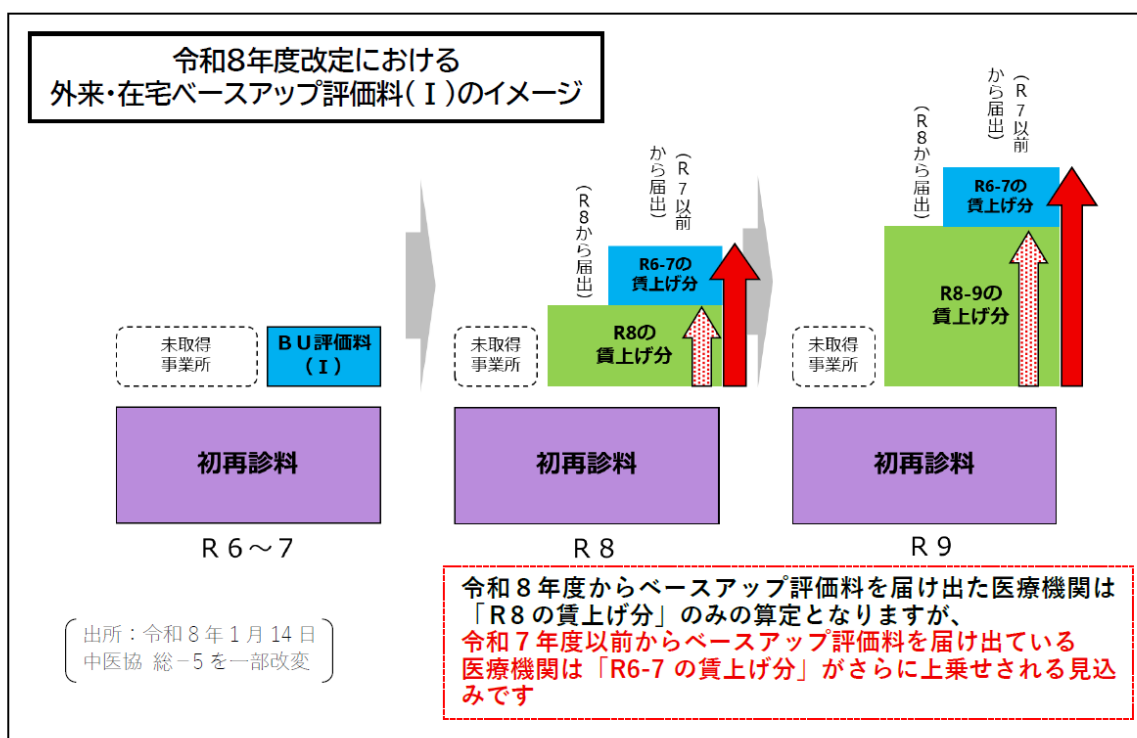 令和８年度改定における
外来・在宅ベースアップ評価料（Ⅰ）のイメージ
未取得
事業所
ＢＵ評価料
（Ⅰ）
初再診料
Ｒ６～７
（Ｒ８から届出）
（Ｒ７以前
から届出）
R6-7の
賃上げ分
R8の
賃上げ分
未取得
事業所
初再診料
Ｒ８
（Ｒ８から届出）
（Ｒ７以前
から届出）
R6-7の
賃上げ分
R8-9の
賃上げ分
未取得
事業所
初再診料
Ｒ９
令和８年度からベースアップ評価料を届け出た医療機関は
「Ｒ８の賃上げ分」のみの算定となりますが、
令和７年度以前からベースアップ評価料を届け出ている
医療機関は「R6-7 の賃上げ分」がさらに上乗せされる見込
みです
出所：令和８年１月14日
中医協 総－５を一部改変